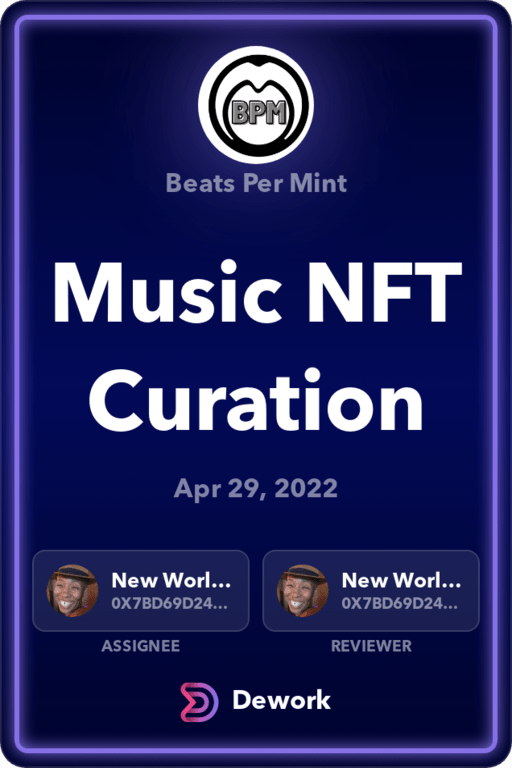 BPM
Beats Per Mint
Music NFT
Curation
Apr 29, 2022
New Worl...
0X7BD69D24...
ASSIGNEE
New Worl...
0X7BD69D24...
REVIEWER
Dework